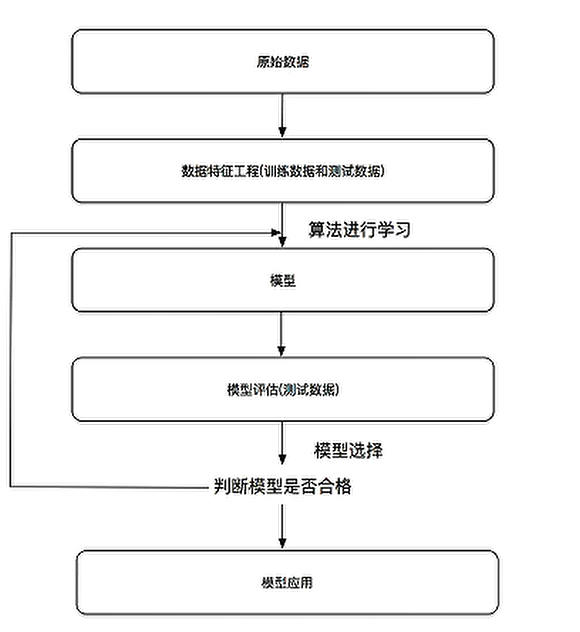 原始数据
数据特征工程(训练数据和测试数据)
算法进行学习
模型
模型评估(测试数据)
模型选择
判断模型是否合格
模型应用